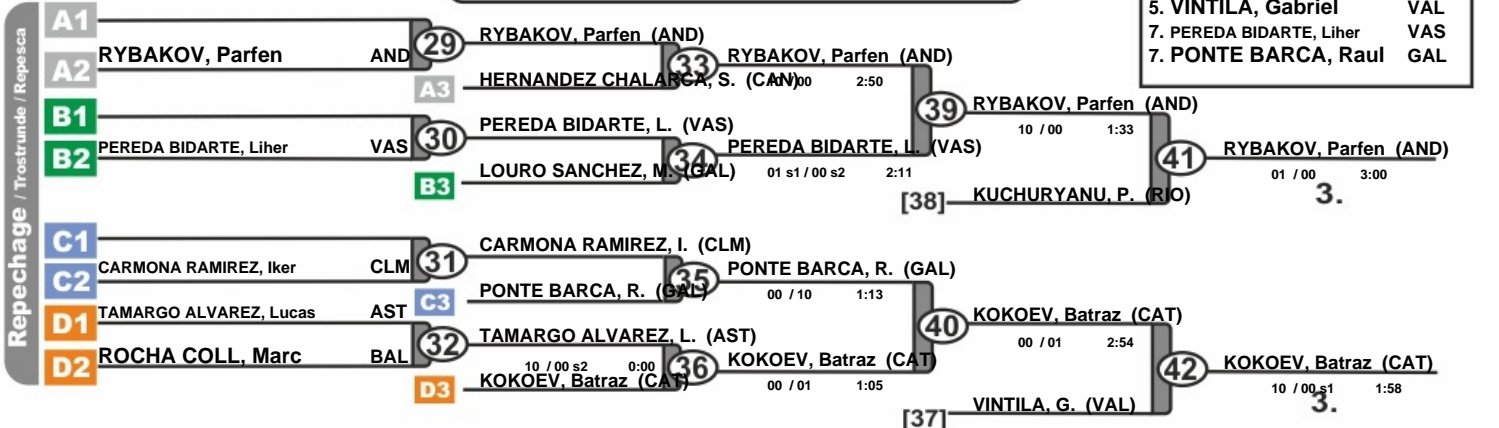 5. VINTILA, Gabriel VAL
7. PEREDA BIDARTE, Liher VAS
7. PONTE BARCA, Raul GAL
Repechage / Trostrunde / Repesca
A1
RYBAKOV, Parfen AND
A2
29
RYBAKOV, Parfen (AND)
A3
HERNANDEZ CHALARCA, S. (CAN)
33
RYBAKOV, Parfen (AND)
/00 2:50
B1
B2
PEREDA BIDARTE, Liher VAS
30
PEREDA BIDARTE, L. (VAS)
B3
LOURO SANCHEZ, M. (GAL)
34
PEREDA BIDARTE, L. (VAS)
01 s1 / 00 s2 2:11
39
RYBAKOV, Parfen (AND)
10 / 00 1:33
[38]
KUCHURYANU, P. (RIO)
41
RYBAKOV, Parfen (AND)
01 / 00 3:00
3.
C1
CARMONA RAMIREZ, Iker CLM
C2
31
CARMONA RAMIREZ, I. (CLM)
C3
PONTE BARCA, R. (GAL)
35
PONTE BARCA, R. (GAL)
00 / 10 1:13
D1
TAMARGO ALVAREZ, Lucas AST
D2
ROCHA COLL, Marc BAL
32
TAMARGO ALVAREZ, L. (AST)
10 / 00 s2 0:00
D3
KOKOEV, Batraz (CAT)
36
KOKOEV, Batraz (CAT)
00 / 01 1:05
40
KOKOEV, Batraz (CAT)
00 / 01 2:54
[37]
VINTILA, G. (VAL)
42
KOKOEV, Batraz (CAT)
10 / 00 s1 1:58
3.